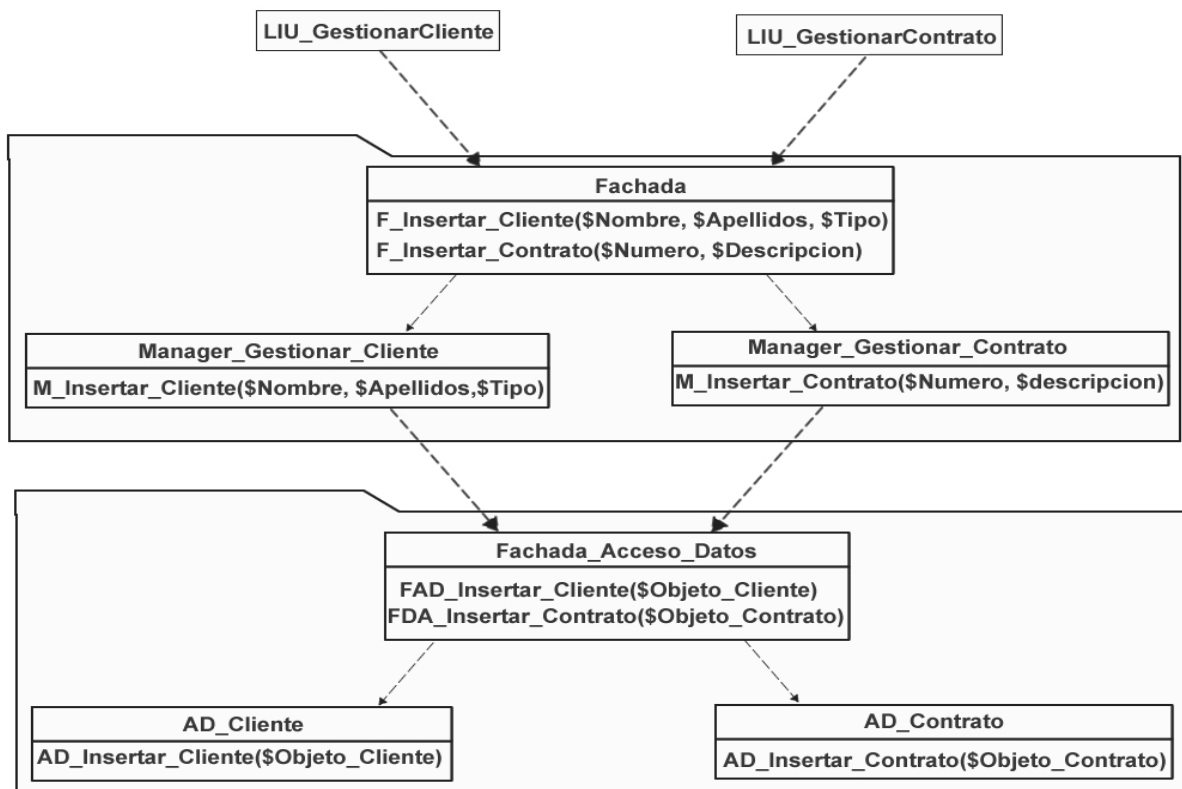 LIU_GestionarCliente
LIU_GestionarContrato
Fachada
F_Insertar_Cliente($Nombre, $Apellidos, $Tipo)
F_Insertar_Contrato($Numero, $Descripcion)
Manager_Gestionar_Cliente
M_Insertar_Cliente($Nombre, $Apellidos,$Tipo)
Manager_Gestionar_Contrato
M_Insertar_Contrato($Numero, $descripcion)
Fachada_Acceso_Datos
FAD_Insertar_Cliente($Objeto_Cliente)
FDA_Insertar_Contrato($Objeto_Contrato)
AD_Cliente
AD_Insertar_Cliente($Objeto_Cliente)
AD_Contrato
AD_Insertar_Contrato($Objeto_Contrato)